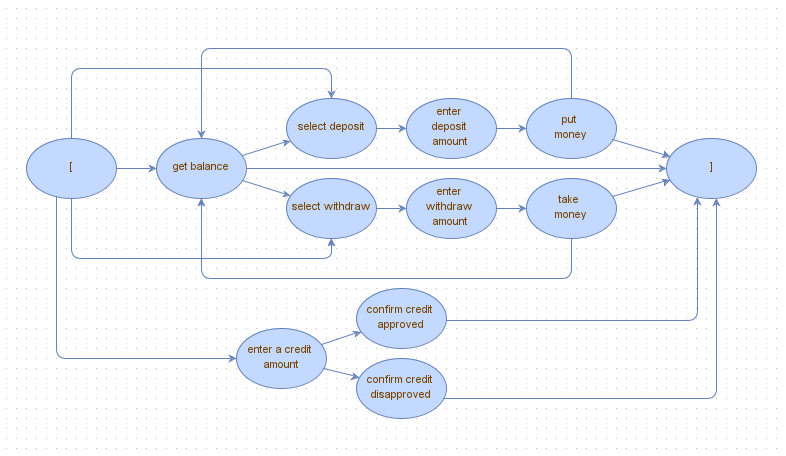 [
get balance
select deposit
enter
deposit
amount
put
money
]
select withdraw
enter
withdraw
amount
take
money
enter a credit
amount
confirm credit
approved
confirm credit
disapproved